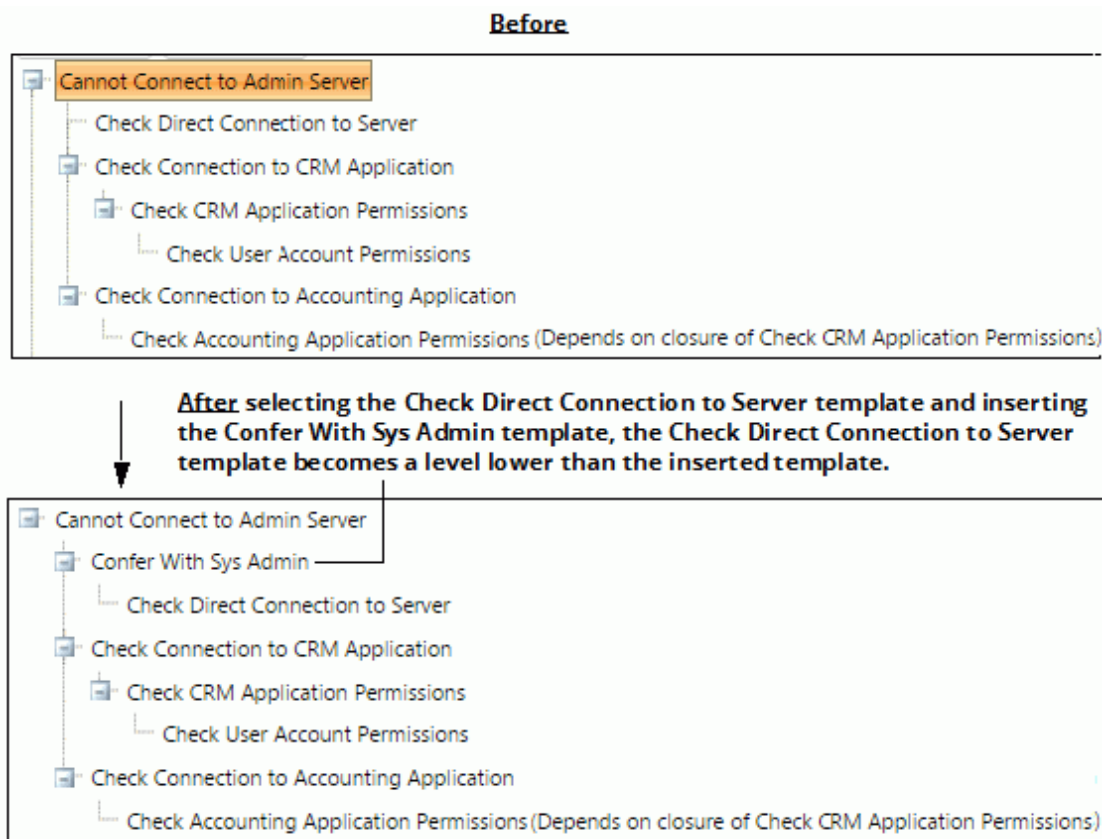 Before
Cannot Connect to Admin Server
Check Direct Connection to Server
Check Connection to CRM Application
Check CRM Application Permissions
Check User Account Permissions
Check Connection to Accounting Application
Check Accounting Application Permissions (Depends on closure of Check CRM Application Permissions)
After selecting the Check Direct Connection to Server template and inserting
the Confer With Sys Admin template, the Check Direct Connection to Server
template becomes a level lower than the inserted template.
Cannot Connect to Admin Server
Confer With Sys Admin
Check Direct Connection to Server
Check Connection to CRM Application
Check CRM Application Permissions
Check User Account Permissions
Check Connection to Accounting Application
Check Accounting Application Permissions (Depends on closure of Check CRM Application Permissions)